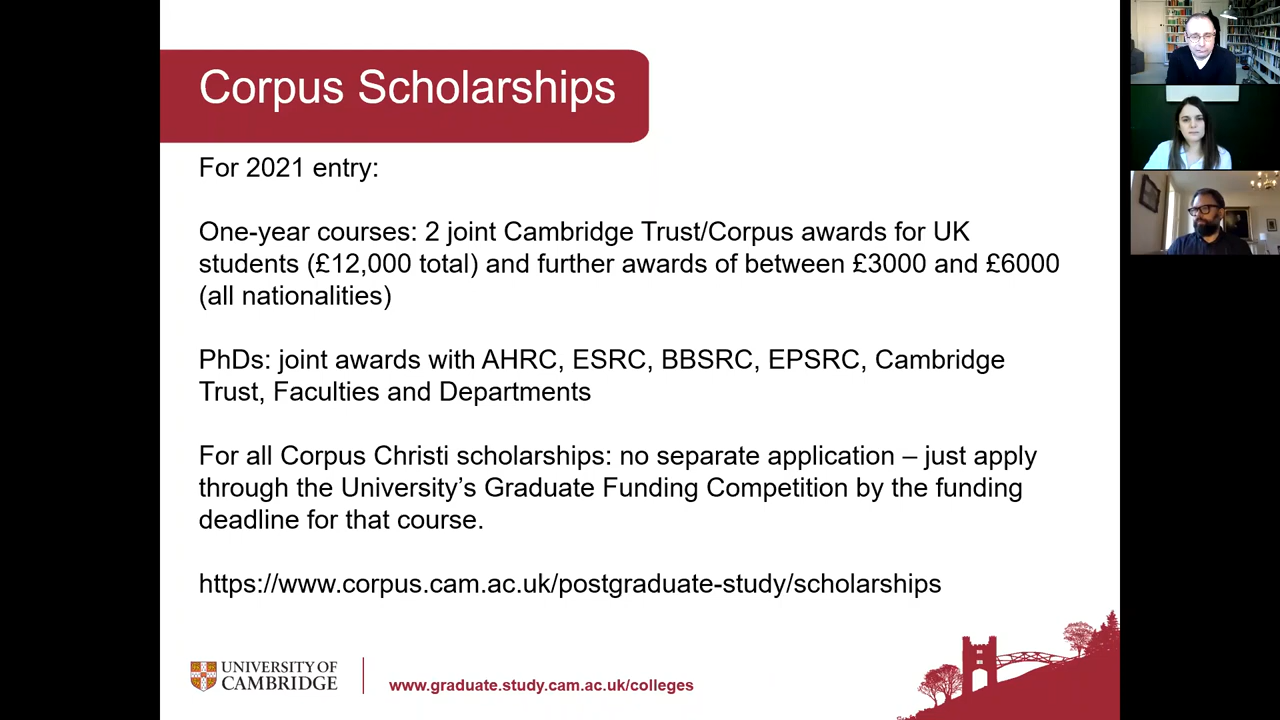 Corpus Scholarships
For 2021 entry:
One-year courses: 2 joint Cambridge Trust/Corpus awards for UK
students (£12,000 total) and further awards of between £3000 and £6000
(all nationalities)
PhDs: joint awards with AHRC, ESRC, BBSRC, EPSRC, Cambridge
Trust, Faculties and Departments
For all Corpus Christi scholarships: no separate application – just apply
through the University’s Graduate Funding Competition by the funding
deadline for that course.
https://www.corpus.cam.ac.uk/postgraduate-study/scholarships
UNIVERSITY OF
CAMBRIDGE
www.graduate.study.cam.ac.uk/colleges